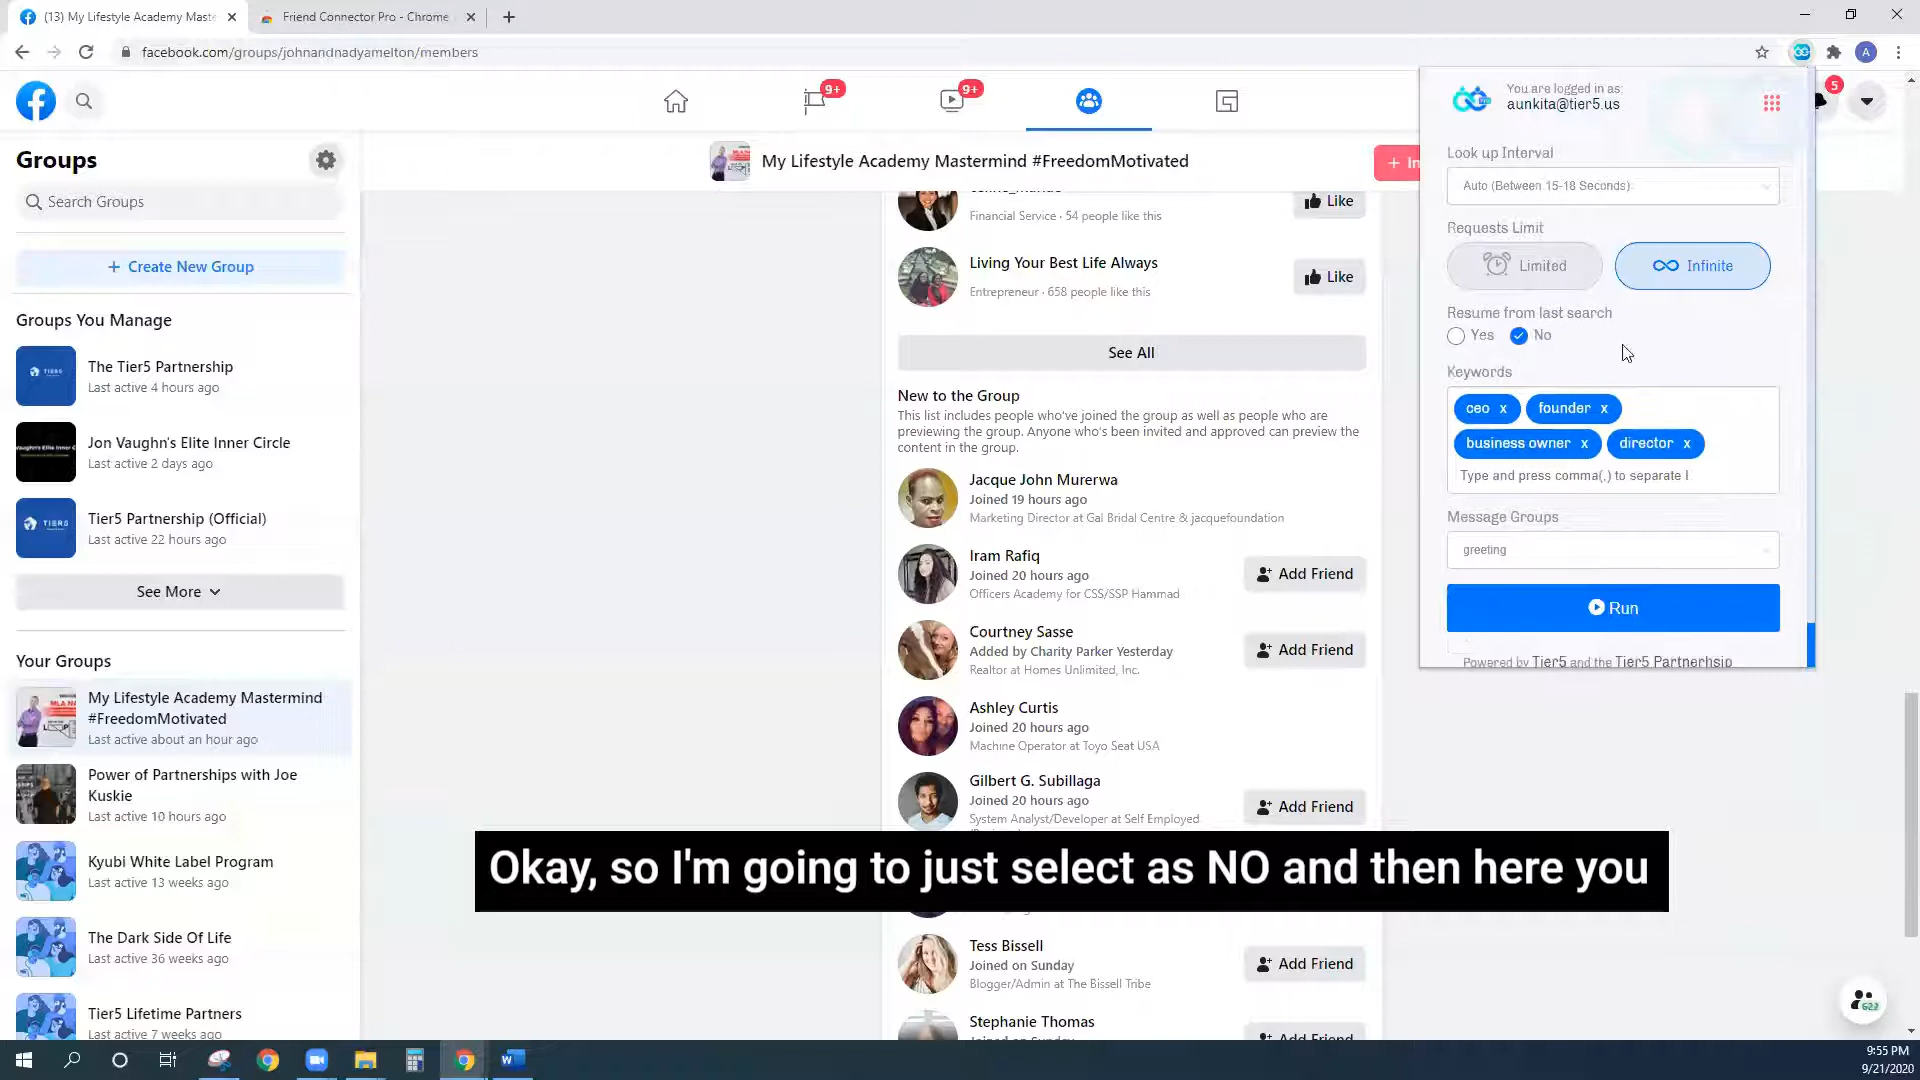 (13) My Lifestyle Academy Maste
Friend Connector Pro - Chrome
facebook.com/groups/johnandnadyamelton/members
A
9+
9+
5
Groups
Search Groups
+ Create New Group
Groups You Manage
The Tier5 Partnership
Last active 4 hours ago
Jon Vaughn's Elite Inner Circle
Last active 2 days ago
TIER5
Tier5 Partnership (Official)
Last active 22 hours ago
See More
Your Groups
My Lifestyle Academy Mastermind
#FreedomMotivated
Last active about an hour ago
Power of Partnerships with Joe
Kuskie
Last active 10 hours ago
Kyubi White Label Program
Last active 13 weeks ago
The Dark Side Of Life
Last active 36 weeks ago
Tier5 Lifetime Partners
Last active 7 weeks ago
My Lifestyle Academy Mastermind #FreedomMotivated
+ In
Financial Service · 54 people like this
Like
Living Your Best Life Always
Entrepreneur · 658 people like this
Like
See All
New to the Group
This list includes people who've joined the group as well as people who are
previewing the group. Anyone who's been invited and approved can preview the
content in the group.
Jacque John Murerwa
Joined 19 hours ago
Marketing Director at Gal Bridal Centre & jacquefoundation
Iram Rafiq
Joined 20 hours ago
Officers Academy for CSS/SSP Hammad
Add Friend
Courtney Sasse
Added by Charity Parker Yesterday
Realtor at Homes Unlimited, Inc.
Add Friend
Ashley Curtis
Joined 20 hours ago
Machine Operator at Toyo Seat USA
Gilbert G. Subillaga
Joined 20 hours ago
System Analyst/Developer at Self Employed
Add Friend
Okay, so I'm going to just select as NO and then here you
Tess Bissell
Joined on Sunday
Blogger/Admin at The Bissell Tribe
Add Friend
Stephanie Thomas
Joined on Sunday
Add Friend
You are logged in as:
aunkita@tier5.us
Look up Interval
Auto (Between 15-18 Seconds)
Requests Limit
Limited
Infinite
Resume from last search
Yes
No
Keywords
ceo x
founder x
business owner x
director x
Type and press comma(,) to separate
Message Groups
greeting
Run
Powered by Tier5 and the Tier5 Partnerhsip
622
9:55 PM
9/21/2020